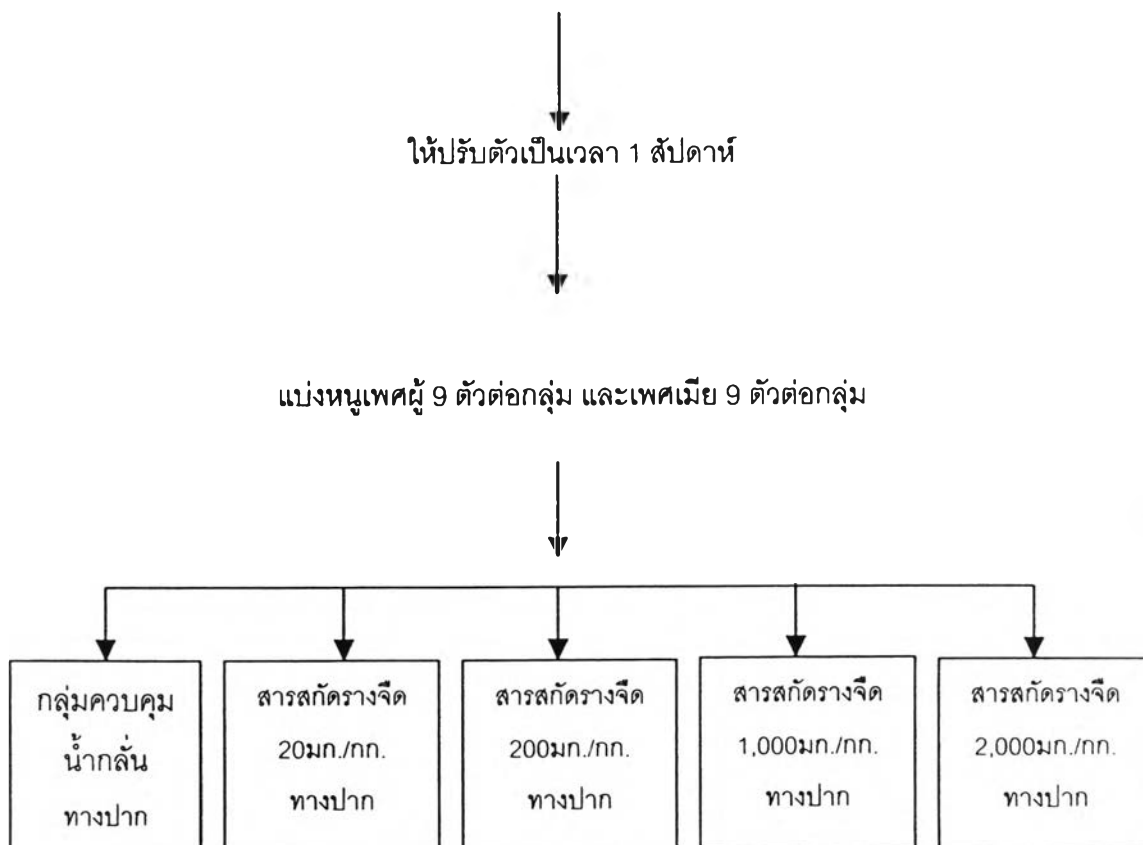 ให้ปรับตัวเป็นเวลา 1 สัปดาห์
แบ่งหนูเพศผู้ 9 ตัวต่อกลุ่ม และเพศเมีย 9 ตัวต่อกลุ่ม
กลุ่มควบคุม
น้ำกลั่น
ทางปาก
สารสกัดรางจืด
20มก./กก.
ทางปาก
สารสกัดรางจืด
200มก./กก.
ทางปาก
สารสกัดรางจืด
1,000มก./กก.
ทางปาก
สารสกัดรางจืด
2,000มก./กก.
ทางปาก